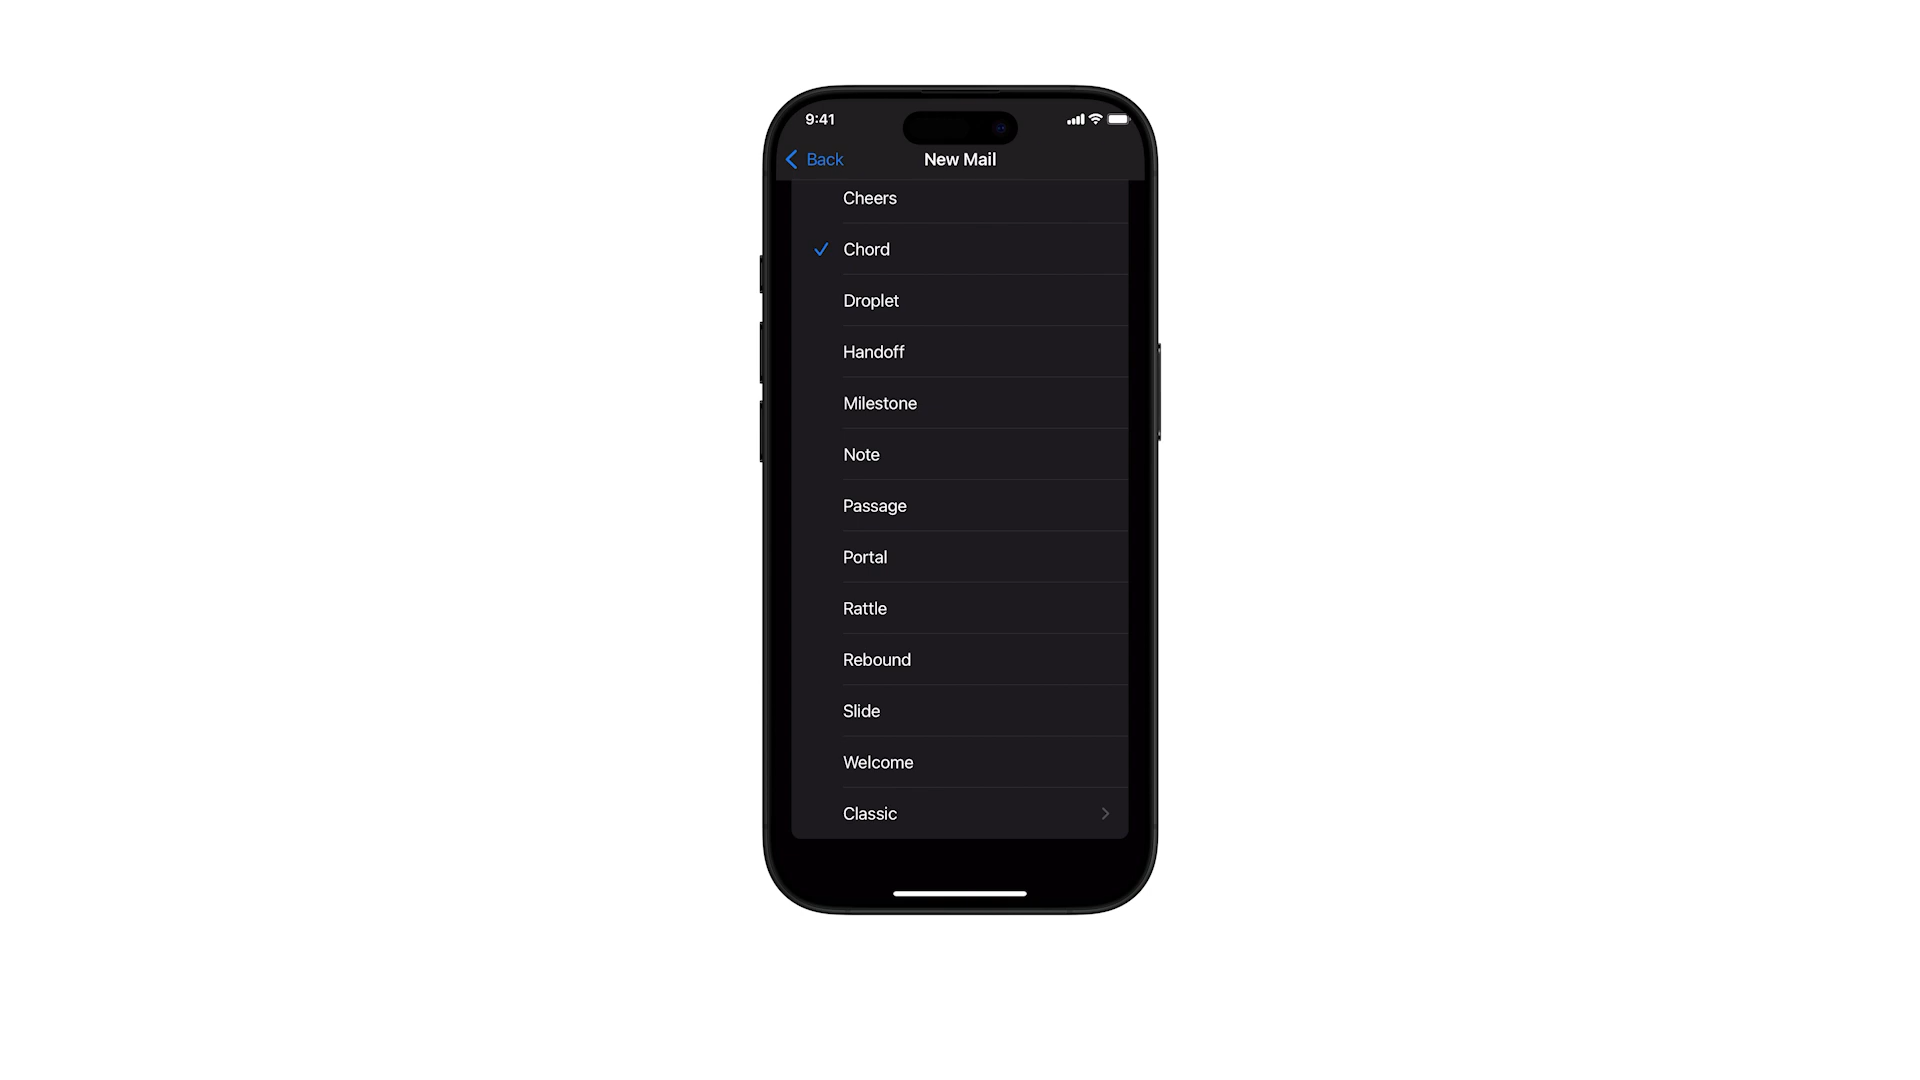 9:41
Back
New Mail
Cheers
Chord
Droplet
Handoff
Milestone
Note
Passage
Portal
Rattle
Rebound
Slide
Welcome
Classic